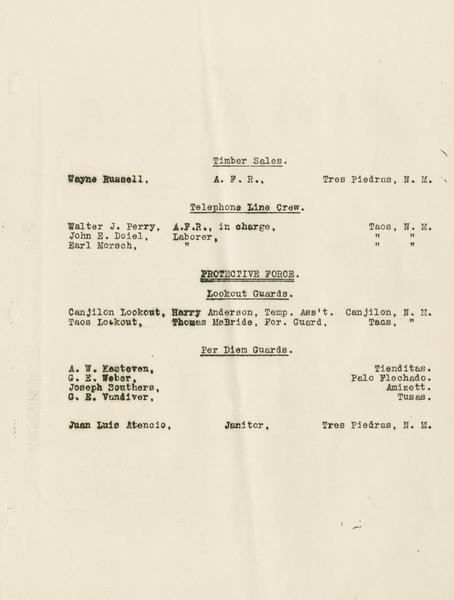 Timber Sales.
Wayne Russell, A. F. R., Tres Piedras, N. M.
Telephone Line Crew.
Walter J. Perry, A.F.R., in charge, Taos, N. M.
John E. Doiel, Laborer, " "
Earl Morsch, " " "
PROTECTIVE FORCE.
Lookout Guards.
Canjilon Lookout, Harry Anderson, Temp. Ass't. Canjilon, N. M.
Taos Lookout, Thomas McBride, For. Guard, Taos, "
Per Diem Guards.
A. W. Kesteven, Tienditas.
G. E. Weber, Palo Flechado.
Joseph Southers, Amizett.
G. E. Vandiver, Tusas.
Juan Luis Atencio, Janitor, Tres Piedras, N. M.